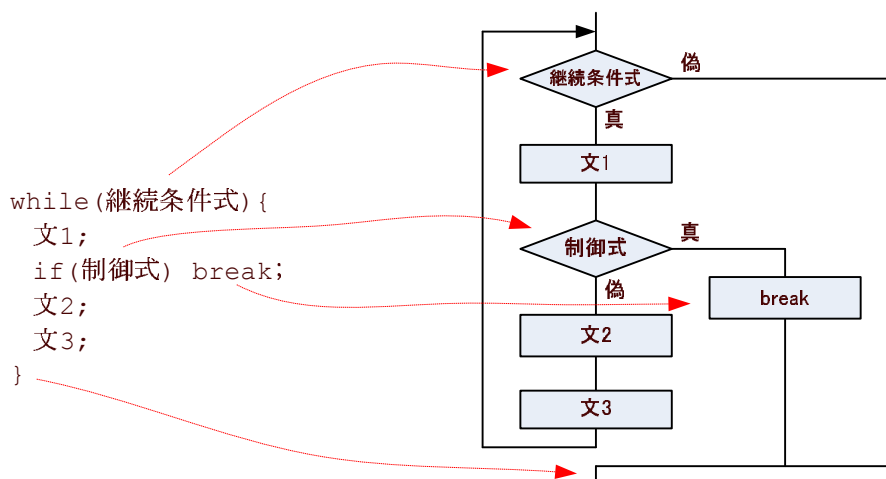 while(継続条件式){
文1;
if(制御式) break;
文2;
文3;
}
継続条件式
偽
真
文1
制御式
真
偽
break
文2
文3